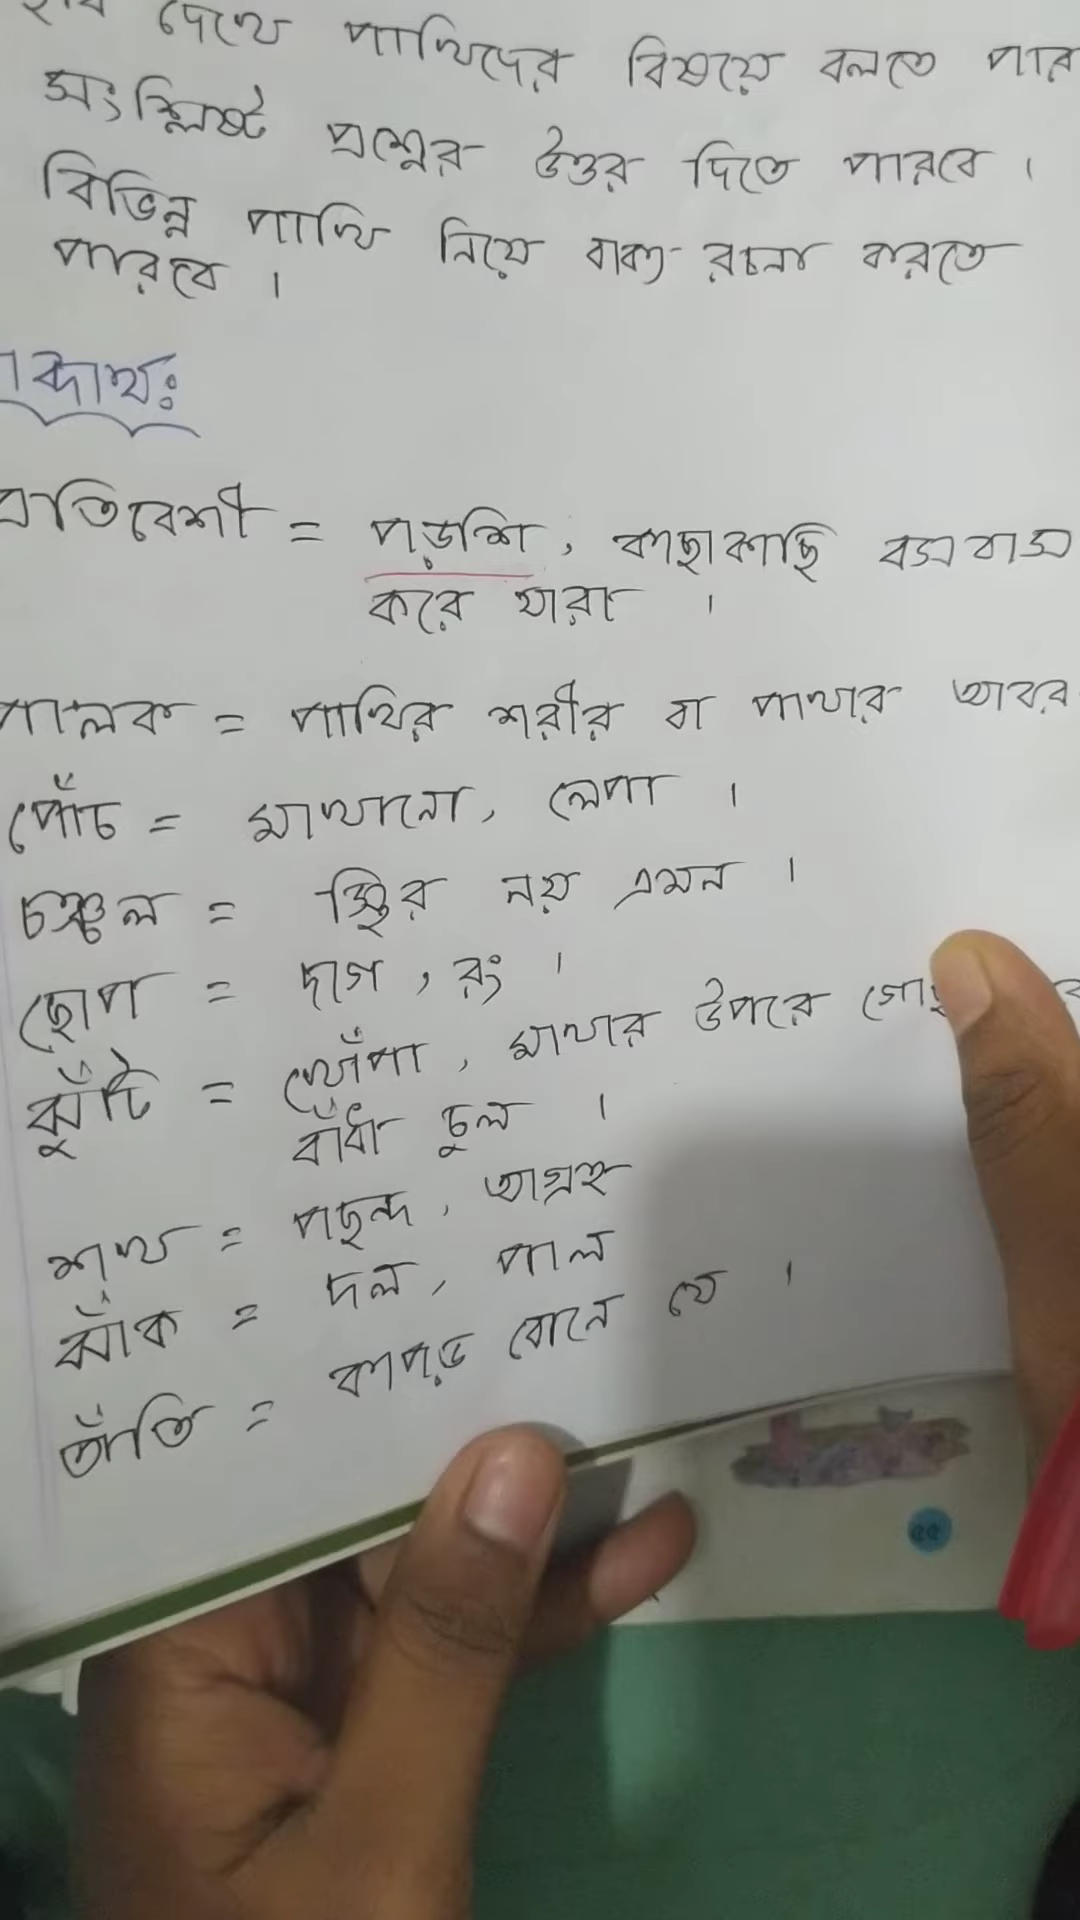 দেখে পাখিদের বিষয়ে বলতে পার
সংশ্লিষ্ট প্রশ্নের উত্তর দিতে পারবে ।
বিভিন্ন পাখি নিয়ে বাক্য রচনা করতে
পারবে ।
ব্দার্থঃ
প্রতিবেশী = পড়শি, কাছাকাছি বসবাস
করে যারা ।
পালক = পাখির শরীর বা পাখার আবর
পোঁচ = মাখানো, লেপা ।
চঞ্চল = স্থির নয় এমন ।
ছোপ = দাগ, রং ।
ঝুঁটি = খোঁপা, মাথার উপরে
বাঁধা চুল ।
শখ = পছন্দ, আগ্রহ
ঝাঁক = দল, পাল
তাঁতি = কাপড় বোনে যে ।
৫৫